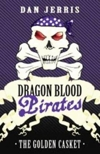 DAN JERRIS
DRAGON BLOOD
PIRATES
• THE GOLDEN CASKET •